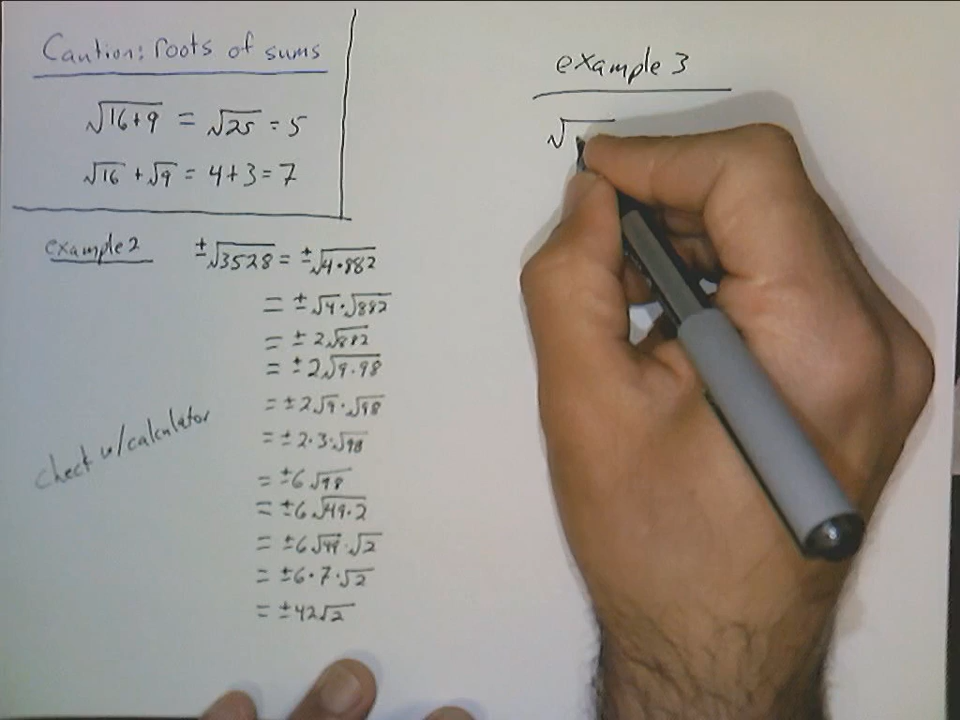 Caution: roots of sums
√16+9 = √25 = 5
√16 + √9 = 4+3 = 7
example 2 ±√3528 = ±√4·882
= ±√4·√882
= ±2√882
= ±2√9·98
= ±2√9·√98
= ±2·3·√98
= ±6√98
= ±6√49·2
= ±6√49·√2
= ±6·7·√2
= ±42√2
check w/calculator
example 3
√